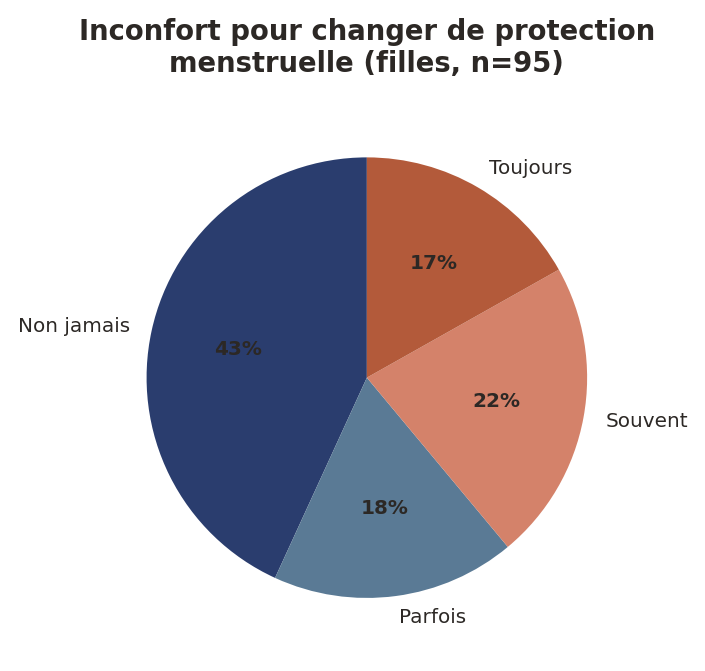 Inconfort pour changer de protection
menstruelle (filles, n=95)
Toujours
17%
Non jamais
43%
22%
Souvent
18%
Parfois